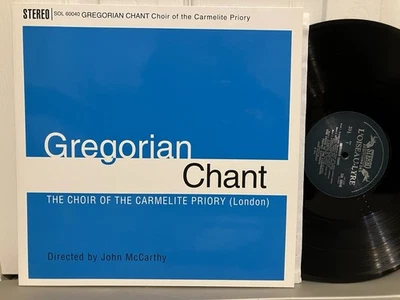 STEREO SOL 60040 GREGORIAN CHANT Choir of the Carmelite Priory
Gregorian
Chant
THE CHOIR OF THE CARMELITE PRIORY (London)
Directed by John McCarthy
L'OISEAU-LYRE